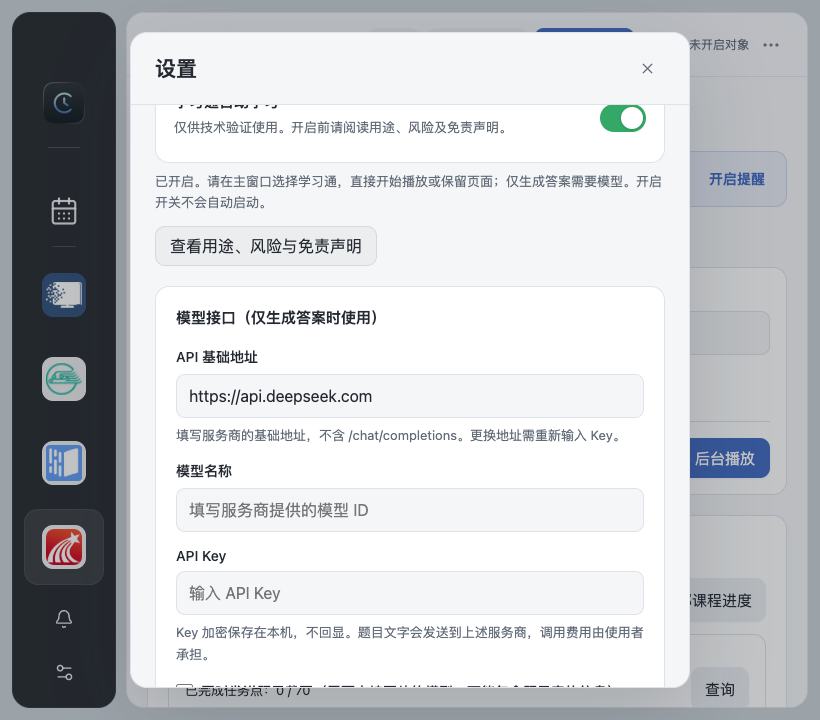 设置
未开启对象
仅供技术验证使用。开启前请阅读用途、风险及免责声明。
开启提醒
已开启。请在主窗口选择学习通，直接开始播放或保留页面；仅生成答案需要模型。开启
开关不会自动启动。
查看用途、风险与免责声明
模型接口（仅生成答案时使用）
API 基础地址
https://api.deepseek.com
填写服务商的基础地址，不含 /chat/completions。更换地址需重新输入 Key。
后台播放
模型名称
填写服务商提供的模型 ID
API Key
输入 API Key
课程进度
Key 加密保存在本机，不回显。题目文字会发送到上述服务商，调用费用由使用者
承担。
已完成任务点：0 / 70
查询